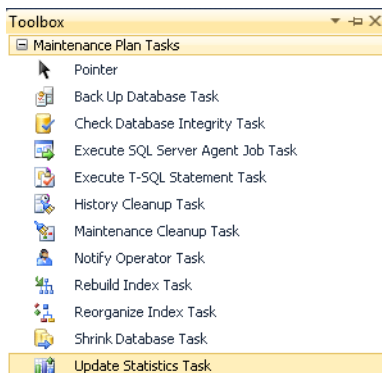 Toolbox
Maintenance Plan Tasks
Pointer
Back Up Database Task
Check Database Integrity Task
Execute SQL Server Agent Job Task
Execute T-SQL Statement Task
History Cleanup Task
Maintenance Cleanup Task
Notify Operator Task
Rebuild Index Task
Reorganize Index Task
Shrink Database Task
Update Statistics Task